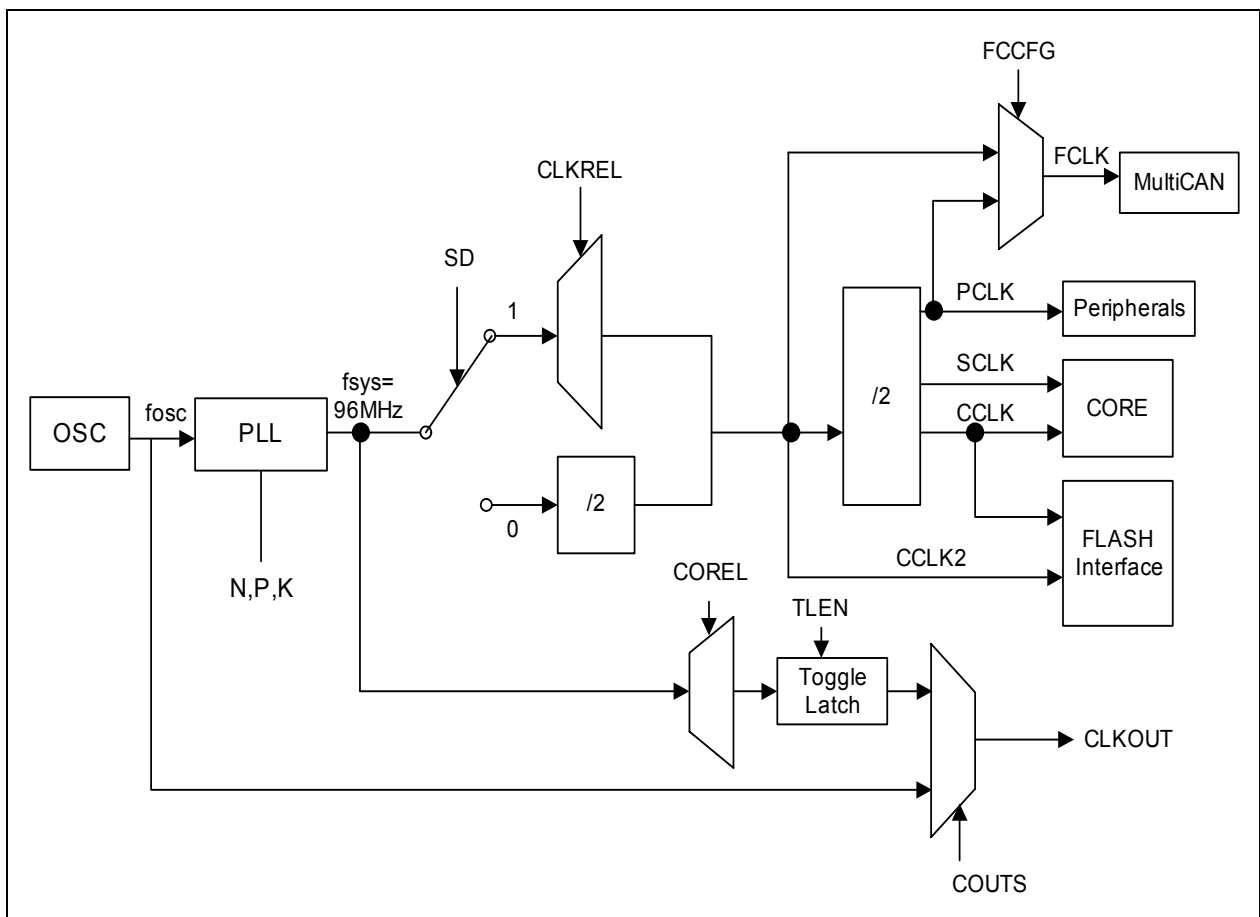 FCCFG
FCLK
MultiCAN
CLKREL
SD
1
PCLK
Peripherals
SCLK
/2
CCLK
CORE
fsys=
96MHz
fosc
OSC
PLL
/2
0
FLASH
Interface
CCLK2
N,P,K
COREL
TLEN
Toggle
Latch
CLKOUT
COUTS